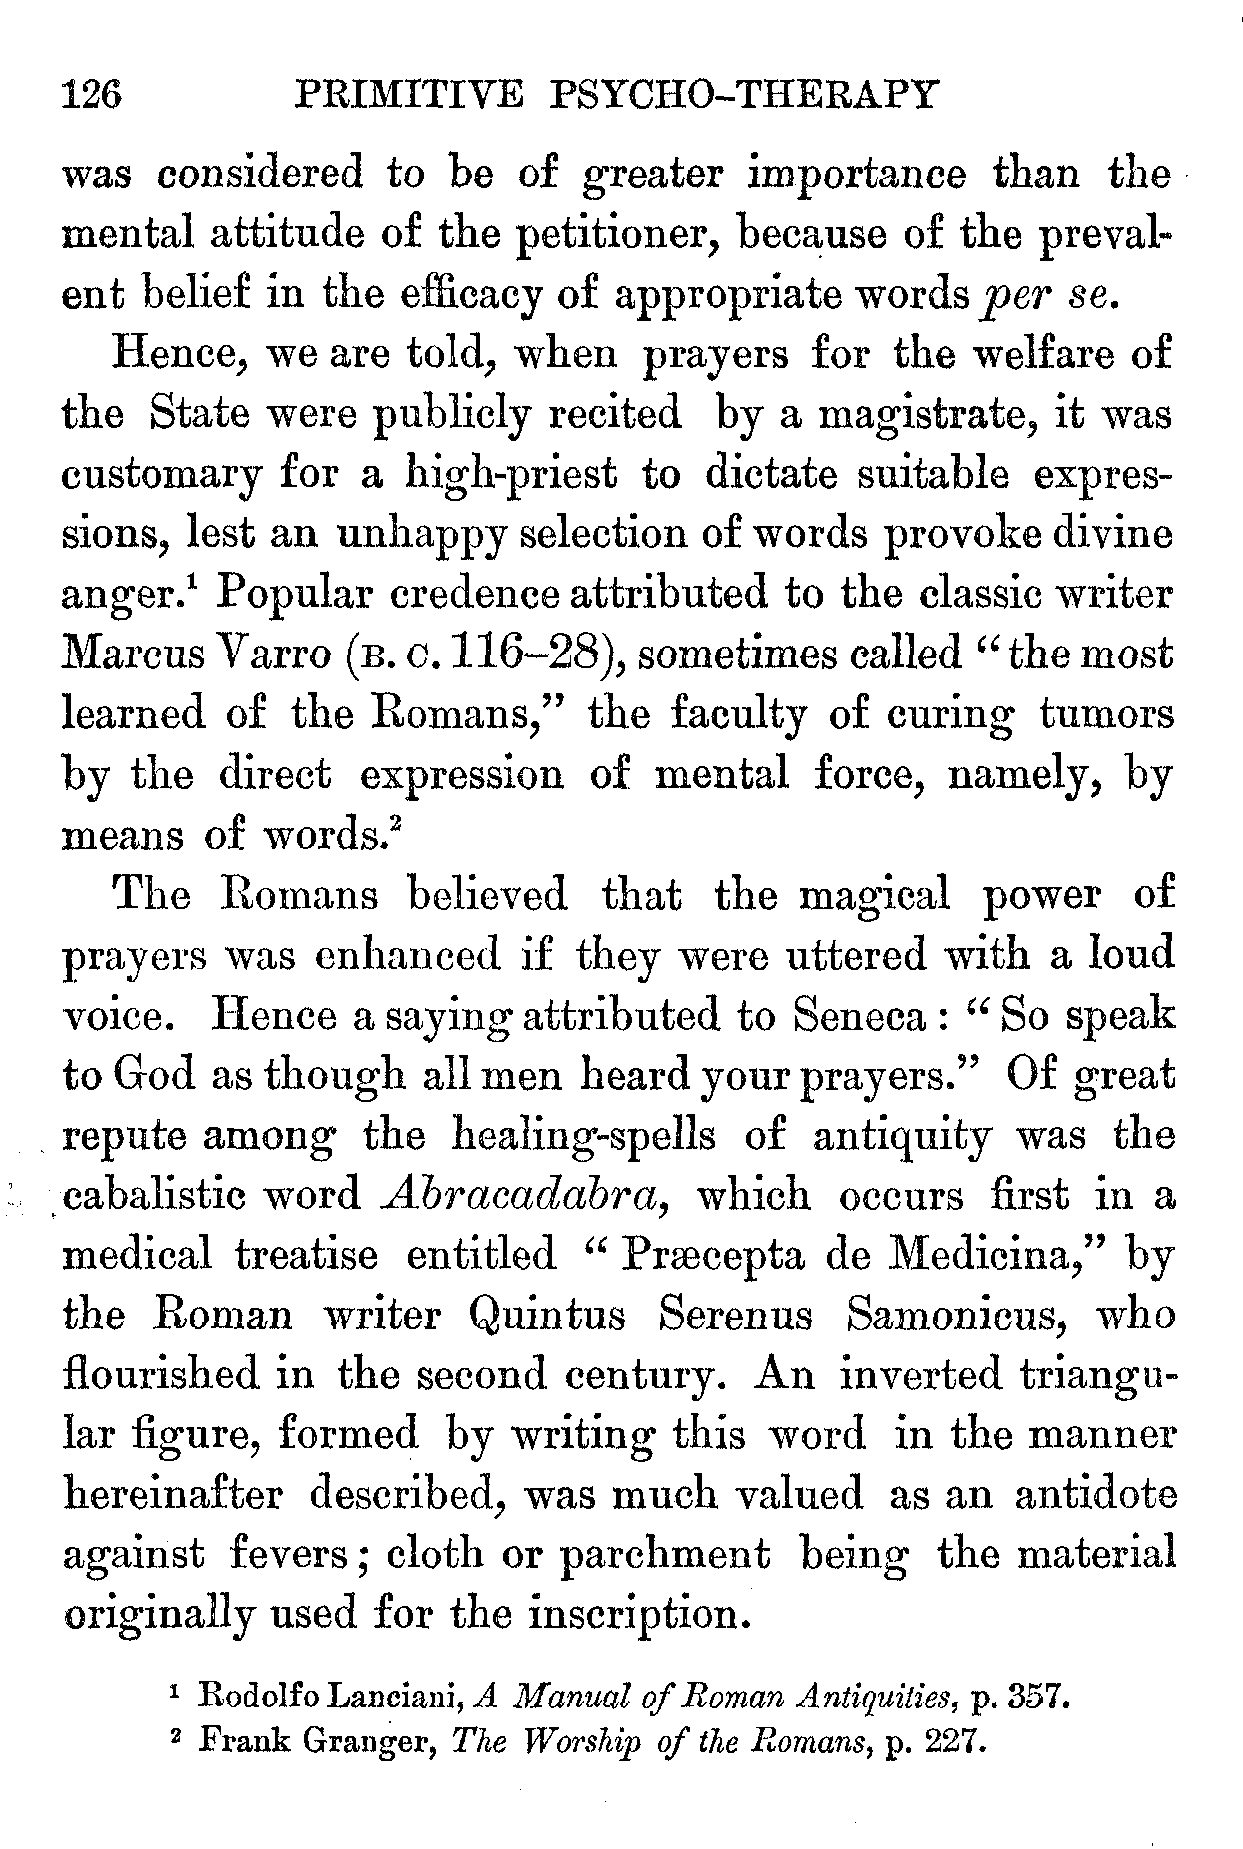 126 PRIMITIVE PSYCHO-THERAPY
was considered to be of greater importance than the
mental attitude of the petitioner, because of the preval-
ent belief in the efficacy of appropriate words per se.
Hence, we are told, when prayers for the welfare of
the State were publicly recited by a magistrate, it was
customary for a high-priest to dictate suitable expres-
sions, lest an unhappy selection of words provoke divine
anger.¹ Popular credence attributed to the classic writer
Marcus Varro (B. C. 116–28), sometimes called “the most
learned of the Romans,” the faculty of curing tumors
by the direct expression of mental force, namely, by
means of words.²
The Romans believed that the magical power of
prayers was enhanced if they were uttered with a loud
voice. Hence a saying attributed to Seneca : “ So speak
to God as though all men heard your prayers.” Of great
repute among the healing-spells of antiquity was the
cabalistic word Abracadabra, which occurs first in a
medical treatise entitled “ Præcepta de Medicina,” by
the Roman writer Quintus Serenus Samonicus, who
flourished in the second century. An inverted triangu-
lar figure, formed by writing this word in the manner
hereinafter described, was much valued as an antidote
against fevers ; cloth or parchment being the material
originally used for the inscription.
¹ Rodolfo Lanciani, A Manual of Roman Antiquities, p. 357.
² Frank Granger, The Worship of the Romans, p. 227.